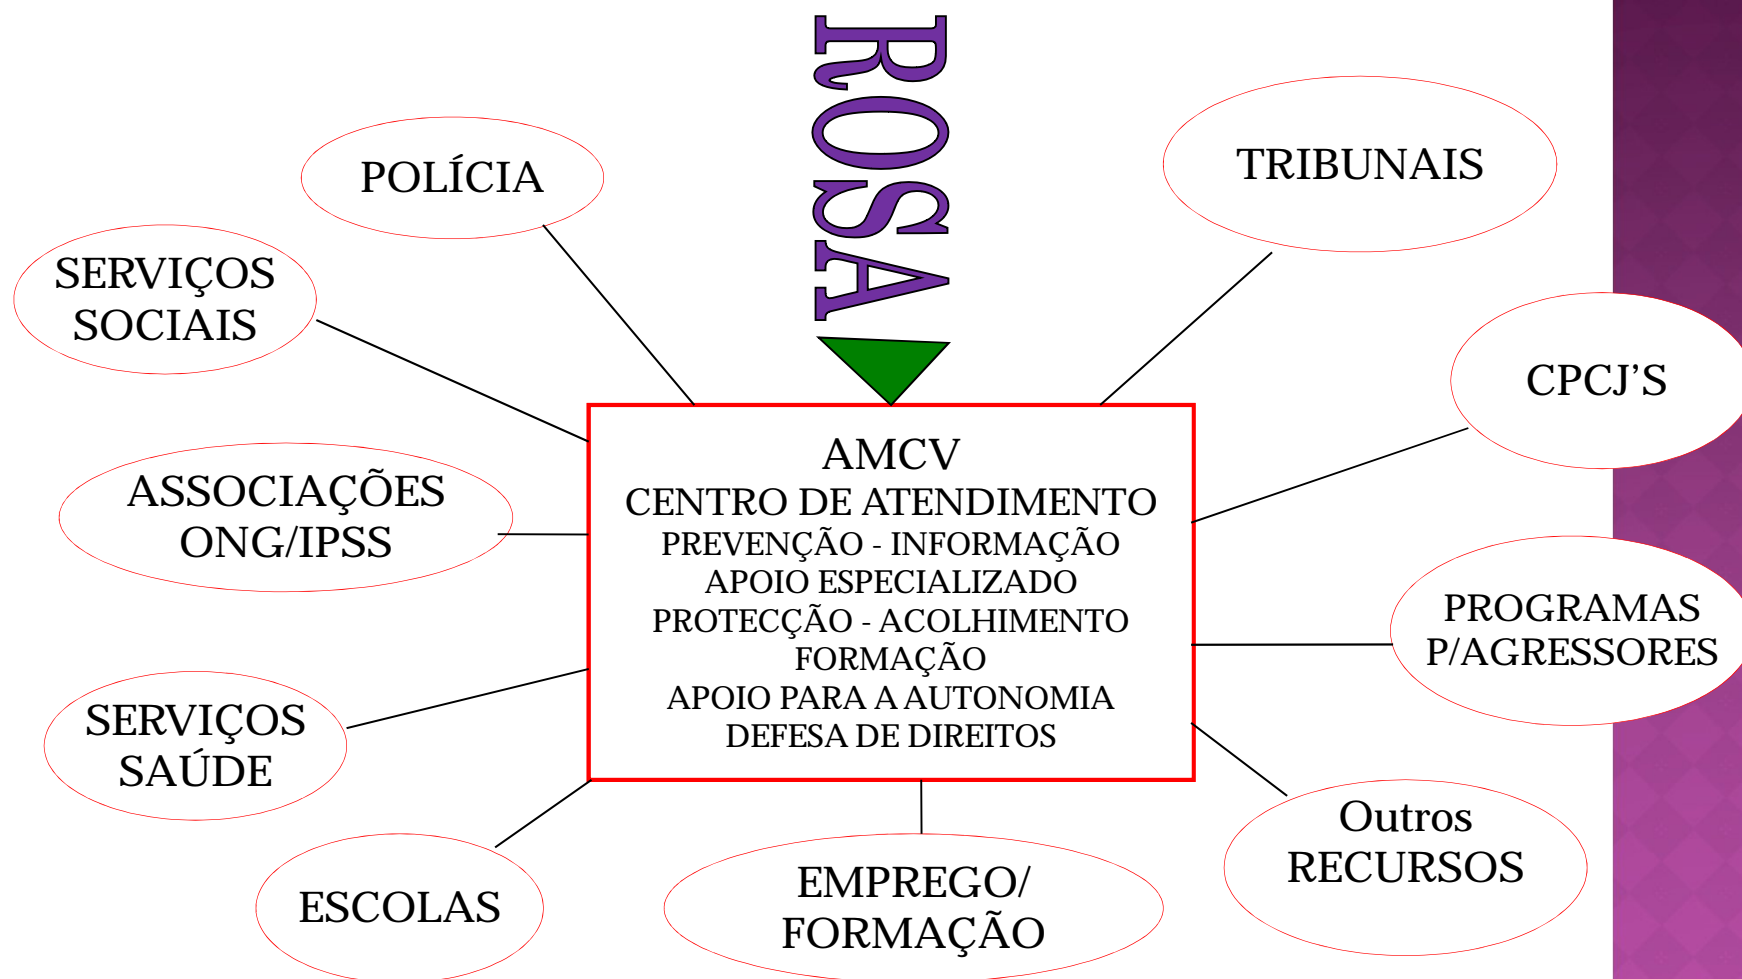 ROSA
POLÍCIA
TRIBUNAIS
SERVIÇOS
SOCIAIS
CPCJ’S
ASSOCIAÇÕES
ONG/IPSS
AMCV
CENTRO DE ATENDIMENTO
PREVENÇÃO - INFORMAÇÃO
APOIO ESPECIALIZADO
PROTECÇÃO - ACOLHIMENTO
FORMAÇÃO
APOIO PARA A AUTONOMIA
DEFESA DE DIREITOS
PROGRAMAS
P/AGRESSORES
SERVIÇOS
SAÚDE
Outros
RECURSOS
ESCOLAS
EMPREGO/
FORMAÇÃO